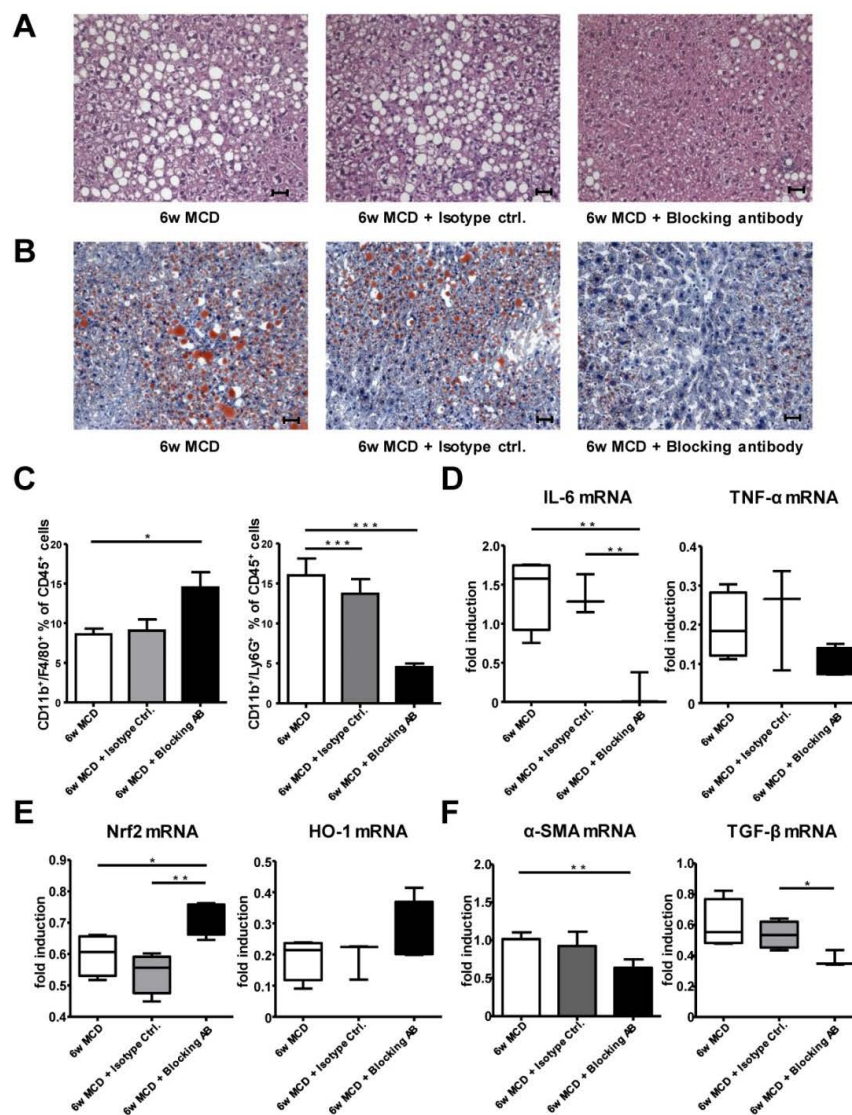 A
6w MCD
6w MCD + Isotype ctrl.
6w MCD + Blocking antibody
B
6w MCD
6w MCD + Isotype ctrl.
6w MCD + Blocking antibody
C
CD11b+/F4/80+ % of CD45+ cells
20
15
10
5
0
*
6w MCD
6w MCD + Isotype Ctrl.
6w MCD + Blocking AB
CD11b+/Ly6G+ % of CD45+ cells
20
15
10
5
0
***
***
6w MCD
6w MCD + Isotype Ctrl.
6w MCD + Blocking AB
D
IL-6 mRNA
fold induction
2.0
1.5
1.0
0.5
0
**
**
6w MCD
6w MCD + Isotype Ctrl.
6w MCD + Blocking AB
TNF-α mRNA
fold induction
0.4
0.3
0.2
0.1
0
6w MCD
6w MCD + Isotype Ctrl.
6w MCD + Blocking AB
E
Nrf2 mRNA
fold induction
0.9
0.8
0.7
0.6
0.5
0.4
*
**
6w MCD
6w MCD + Isotype Ctrl.
6w MCD + Blocking AB
HO-1 mRNA
fold induction
0.5
0.4
0.3
0.2
0.1
0
6w MCD
6w MCD + Isotype Ctrl.
6w MCD + Blocking AB
F
α-SMA mRNA
fold induction
2.0
1.5
1.0
0.5
0
**
6w MCD
6w MCD + Isotype Ctrl.
6w MCD + Blocking AB
TGF-β mRNA
fold induction
1.0
0.8
0.6
0.4
0.2
0
*
6w MCD
6w MCD + Isotype Ctrl.
6w MCD + Blocking AB